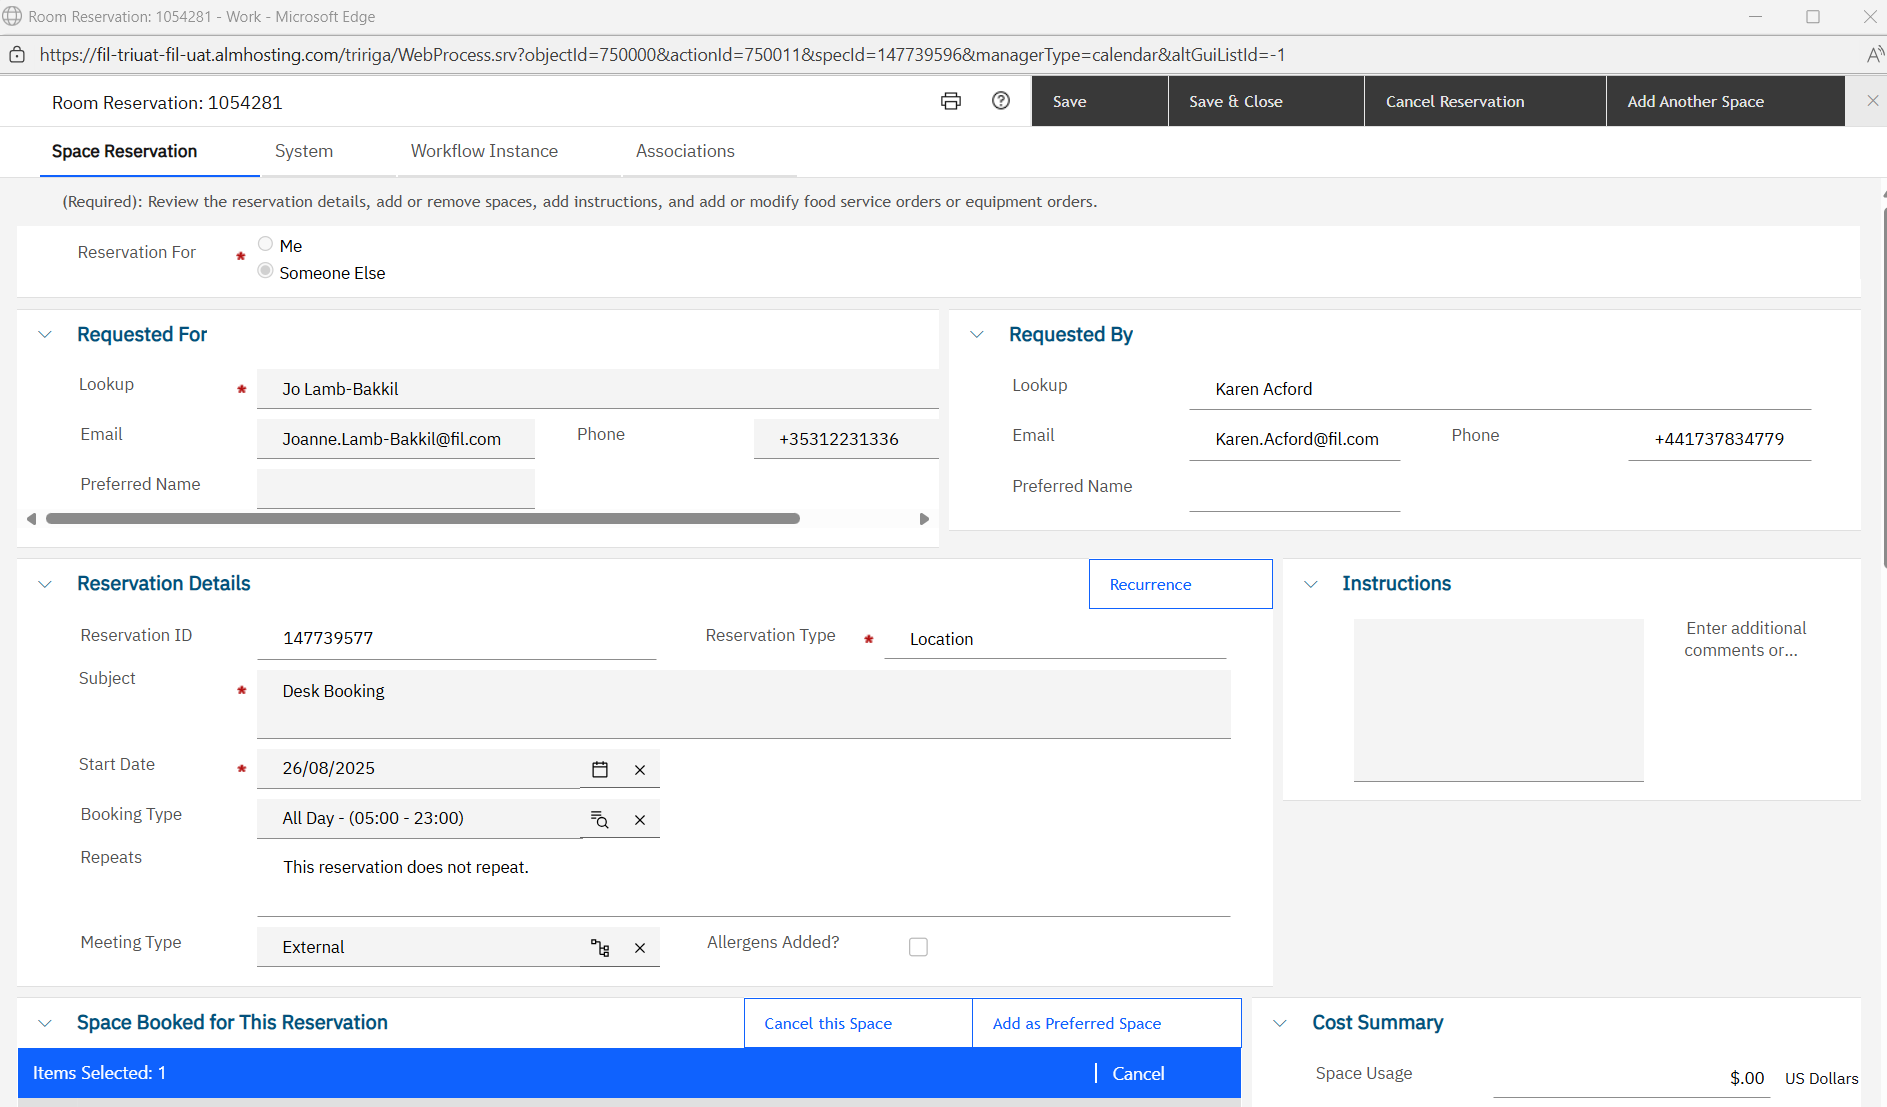 Room Reservation: 1054281 - Work - Microsoft Edge
https://fil-triuat-fil-uat.almhosting.com/tririga/WebProcess.srv?objectId=750000&actionId=750011&specId=147739596&managerType=calendar&altGuiListId=-1
Room Reservation: 1054281
Save
Save & Close
Cancel Reservation
Add Another Space
Space Reservation
System
Workflow Instance
Associations
(Required): Review the reservation details, add or remove spaces, add instructions, and add or modify food service orders or equipment orders.
Reservation For *
Me
Someone Else
Requested For
Lookup * Jo Lamb-Bakkil
Email Joanne.Lamb-Bakkil@fil.com Phone +35312231336
Preferred Name
Requested By
Lookup Karen Acford
Email Karen.Acford@fil.com Phone +441737834779
Preferred Name
Reservation Details
Recurrence
Reservation ID 147739577 Reservation Type * Location
Subject * Desk Booking
Start Date * 26/08/2025
Booking Type All Day - (05:00 - 23:00)
Repeats This reservation does not repeat.
Meeting Type External Allergens Added?
Instructions
Enter additional
comments or...
Space Booked for This Reservation
Cancel this Space
Add as Preferred Space
Items Selected: 1
Cancel
Cost Summary
Space Usage $.00 US Dollars